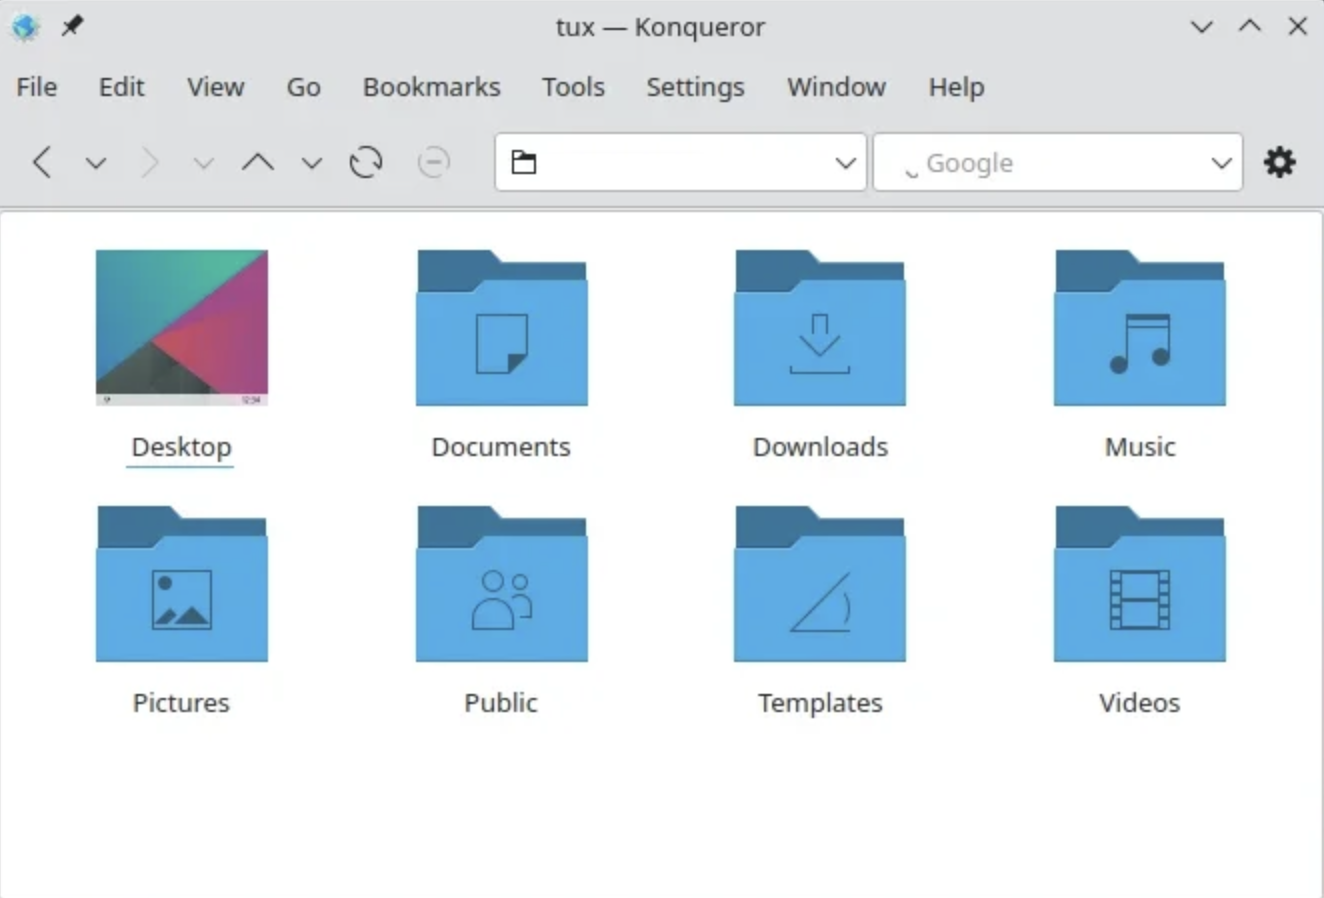 tux — Konqueror
File Edit View Go Bookmarks Tools Settings Window Help
Google
Desktop Documents Downloads Music
Pictures Public Templates Videos